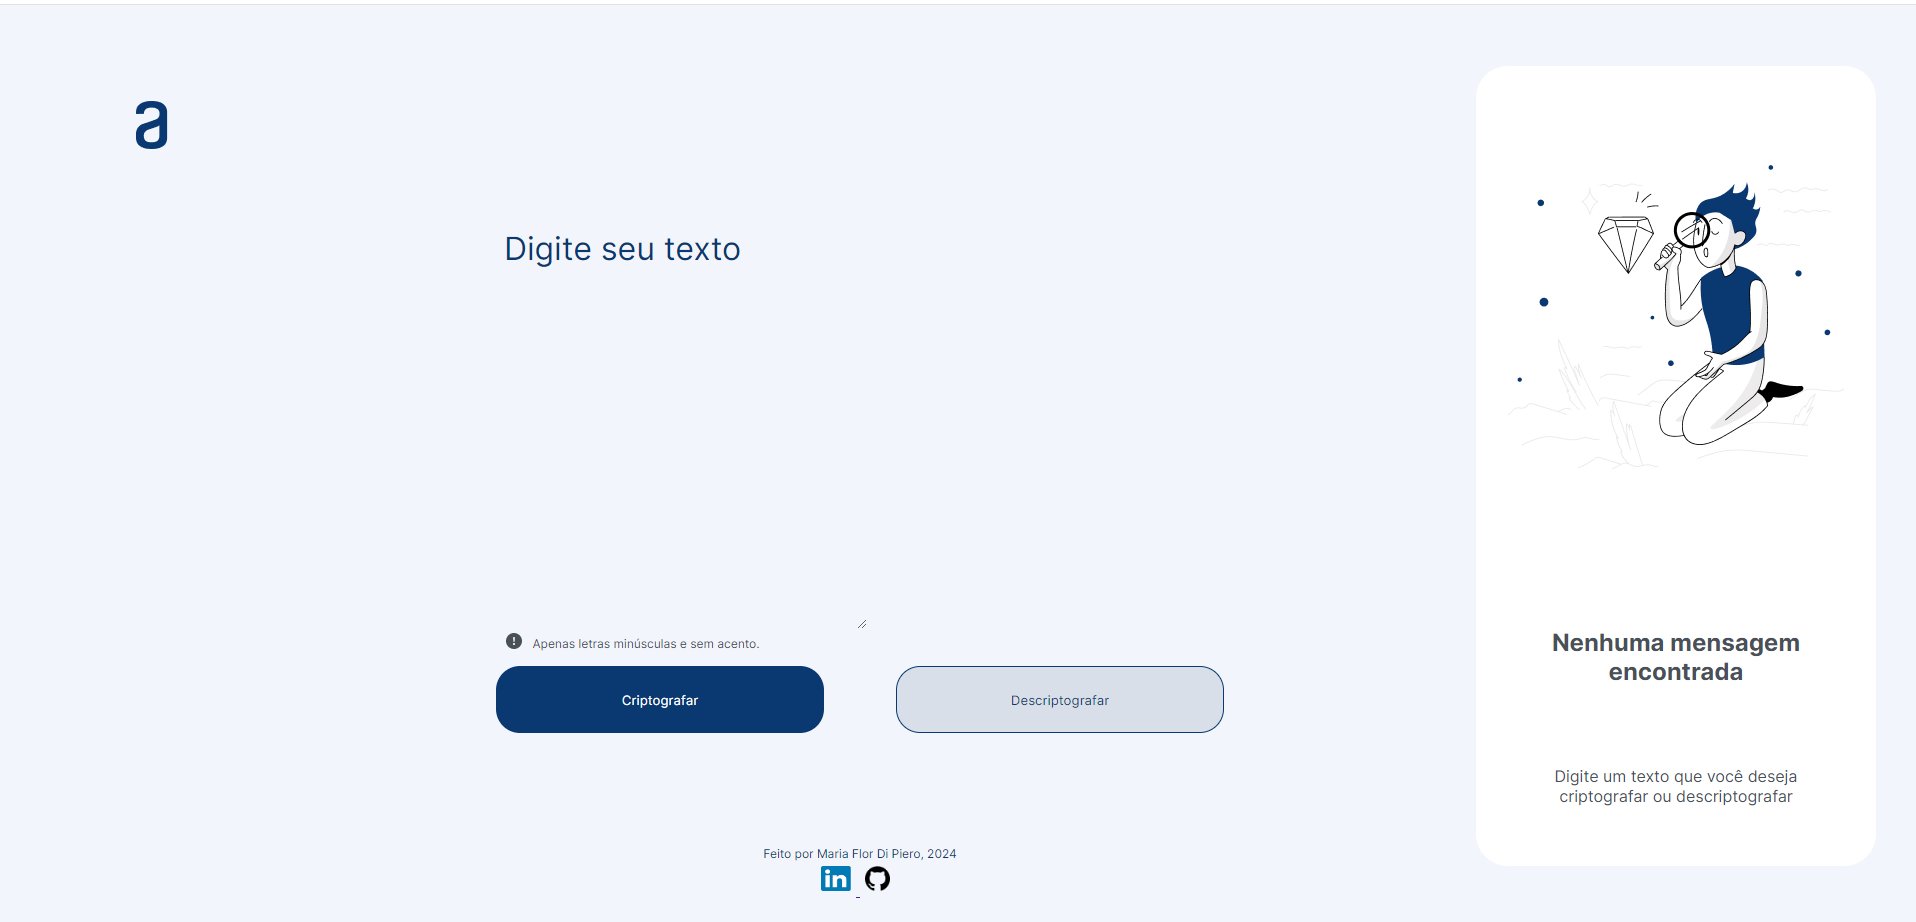 a
Digite seu texto
Apenas letras minúsculas e sem acento.
Criptografar
Descriptografar
Feito por Maria Flor Di Piero, 2024
in
Nenhuma mensagem
encontrada
Digite um texto que você deseja
criptografar ou descriptografar